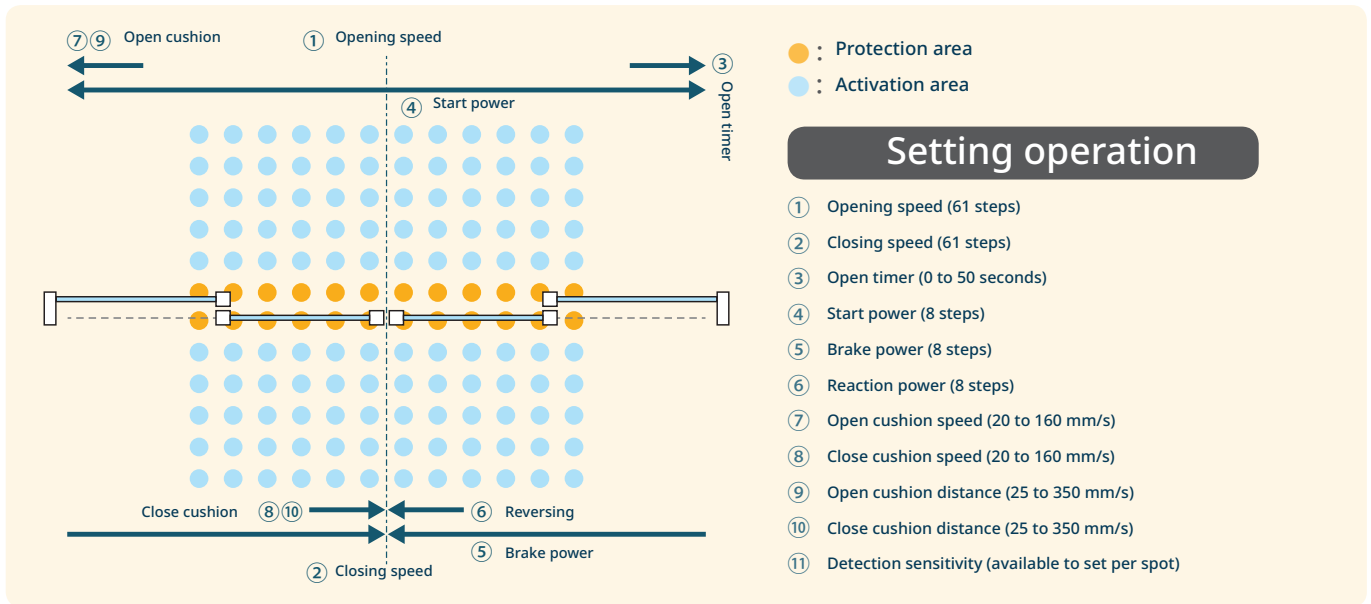 ⑦⑨ Open cushion
① Opening speed
③ Open timer
④ Start power
Close cushion ⑧⑩
⑥ Reversing
⑤ Brake power
② Closing speed
: Protection area
: Activation area
Setting operation
① Opening speed (61 steps)
② Closing speed (61 steps)
③ Open timer (0 to 50 seconds)
④ Start power (8 steps)
⑤ Brake power (8 steps)
⑥ Reaction power (8 steps)
⑦ Open cushion speed (20 to 160 mm/s)
⑧ Close cushion speed (20 to 160 mm/s)
⑨ Open cushion distance (25 to 350 mm/s)
⑩ Close cushion distance (25 to 350 mm/s)
⑪ Detection sensitivity (available to set per spot)